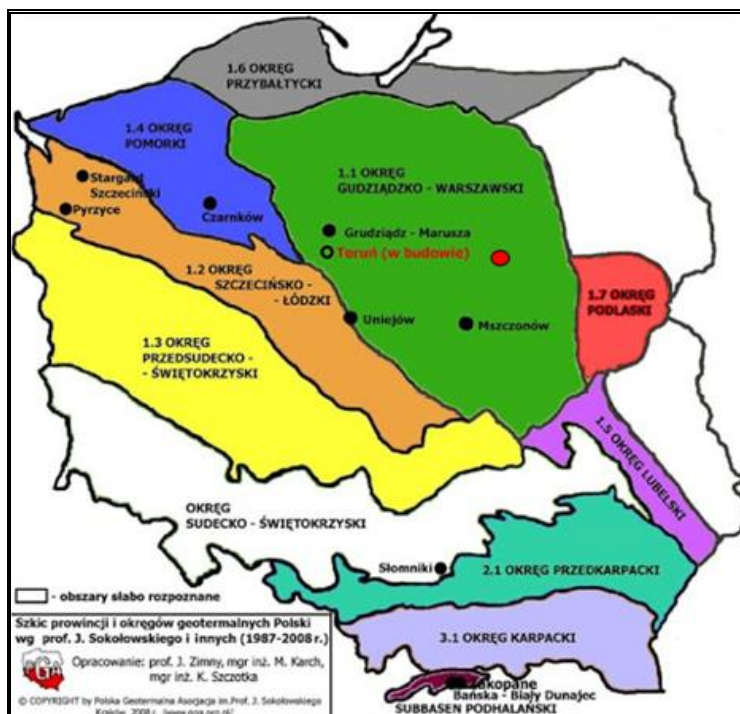 1.6 OKRĘG
PRZYBAŁTYCKI
1.4 OKRĘG
POMORKI
Stargard
Szczeciński
Pyrzyce
Czarnków
1.1 OKRĘG
GUDZIĄDZKO - WARSZAWSKI
Grudziądz - Marusza
Toruń (w budowie)
1.2 OKRĘG
SZCZECIŃSKO -
- ŁÓDZKI
1.7 OKRĘG
PODLASKI
Uniejów
Mszczonów
1.3 OKRĘG
PRZEDSUDECKO -
- ŚWIĘTOKRZYSKI
1.5 OKRĘG LUBELSKI
OKRĘG
SUDECKO - ŚWIĘTOKRZYSKI
Słomniki
2.1 OKRĘG PRZEDKARPACKI
- obszary słabo rozpoznane
3.1 OKRĘG KARPACKI
Szkic prowincji i okręgów geotermalnych Polski
wg prof. J. Sokołowskiego i innych (1987-2008 r.)
Opracowanie: prof. J. Zimny, mgr inż. M. Karch,
mgr inż. K. Szczotka
© COPYRIGHT by Polska Geotermalna Asocjacja im.Prof. J. Sokołowskiego
Kraków, 2008 r.
Zakopane
Bańska - Biały Dunajec
SUBBASEN PODHALAŃSKI